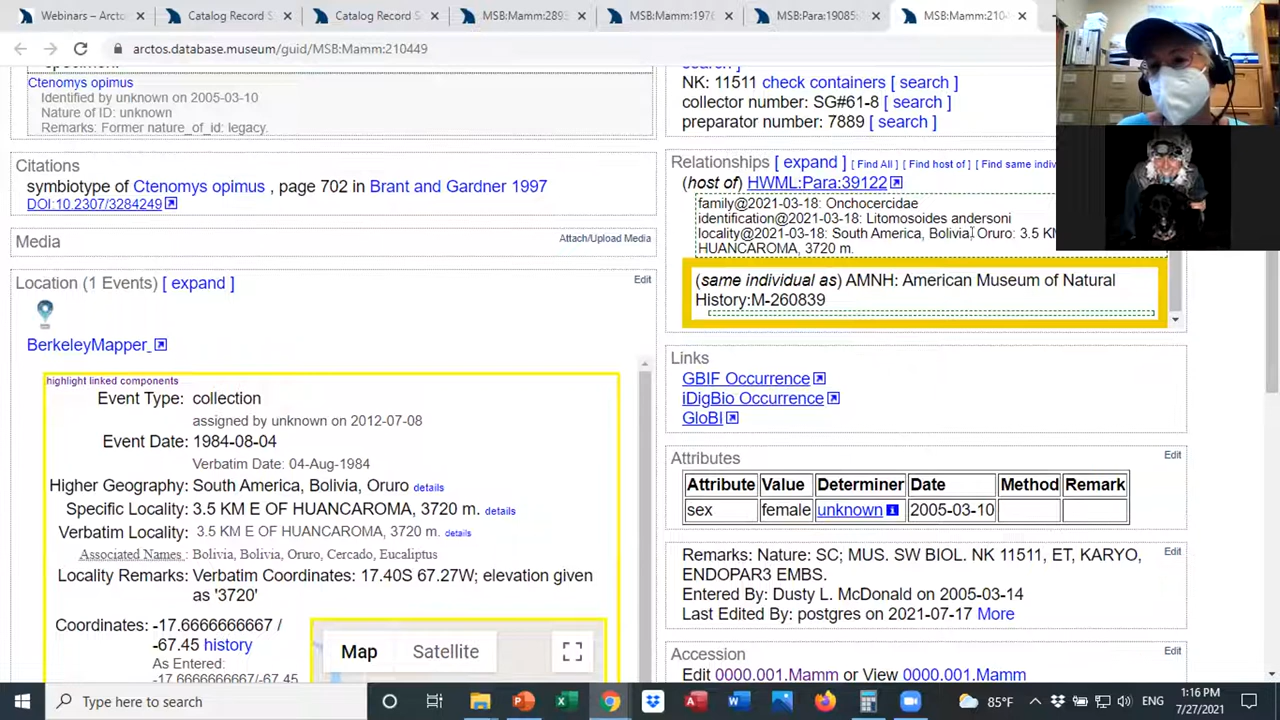 Webinars – Arcto
Catalog Record S
Catalog Record S
MSB:Mamm:289
MSB:Mamm:1976
MSB:Para:19085:
MSB:Mamm:210
arctos.database.museum/guid/MSB:Mamm:210449
specimen.
Ctenomys opimus
Identified by unknown on 2005-03-10
Nature of ID: unknown
Remarks: Former nature_of_id: legacy.
Citations
symbiotype of Ctenomys opimus , page 702 in Brant and Gardner 1997
DOI:10.2307/3284249
Media
Attach/Upload Media
Location (1 Events) [ expand ]
Edit
BerkeleyMapper
highlight linked components
Event Type: collection
assigned by unknown on 2012-07-08
Event Date: 1984-08-04
Verbatim Date: 04-Aug-1984
Higher Geography: South America, Bolivia, Oruro details
Specific Locality: 3.5 KM E OF HUANCAROMA, 3720 m. details
Verbatim Locality: 3.5 KM E OF HUANCAROMA, 3720 m. details
Associated Names : Bolivia, Bolivia, Oruro, Cercado, Eucaliptus
Locality Remarks: Verbatim Coordinates: 17.40S 67.27W; elevation given
as '3720'
Coordinates: -17.6666666667 /
-67.45 history
As Entered:
-17.6666666667/-67.45
Map
Satellite
search ]
NK: 11511 check containers [ search ]
collector number: SG#61-8 [ search ]
preparator number: 7889 [ search ]
Relationships [ expand ] [ Find All ] [ Find host of ] [ Find same indiv
(host of) HWML:Para:39122
family@2021-03-18: Onchocercidae
identification@2021-03-18: Litomosoides andersoni
locality@2021-03-18: South America, Bolivia, Oruro: 3.5 KM
HUANCAROMA, 3720 m.
(same individual as) AMNH: American Museum of Natural
History:M-260839
Links
GBIF Occurrence
iDigBio Occurrence
GloBI
Attributes
Edit
Attribute Value Determiner Date Method Remark
sex female unknown 2005-03-10
Remarks: Nature: SC; MUS. SW BIOL. NK 11511, ET, KARYO,
ENDOPAR3 EMBS.
Edit
Entered By: Dusty L. McDonald on 2005-03-14
Last Edited By: postgres on 2021-07-17 More
Accession
Edit
Edit 0000.001.Mamm or View 0000.001.Mamm
Type here to search
85°F
ENG
1:16 PM
7/27/2021